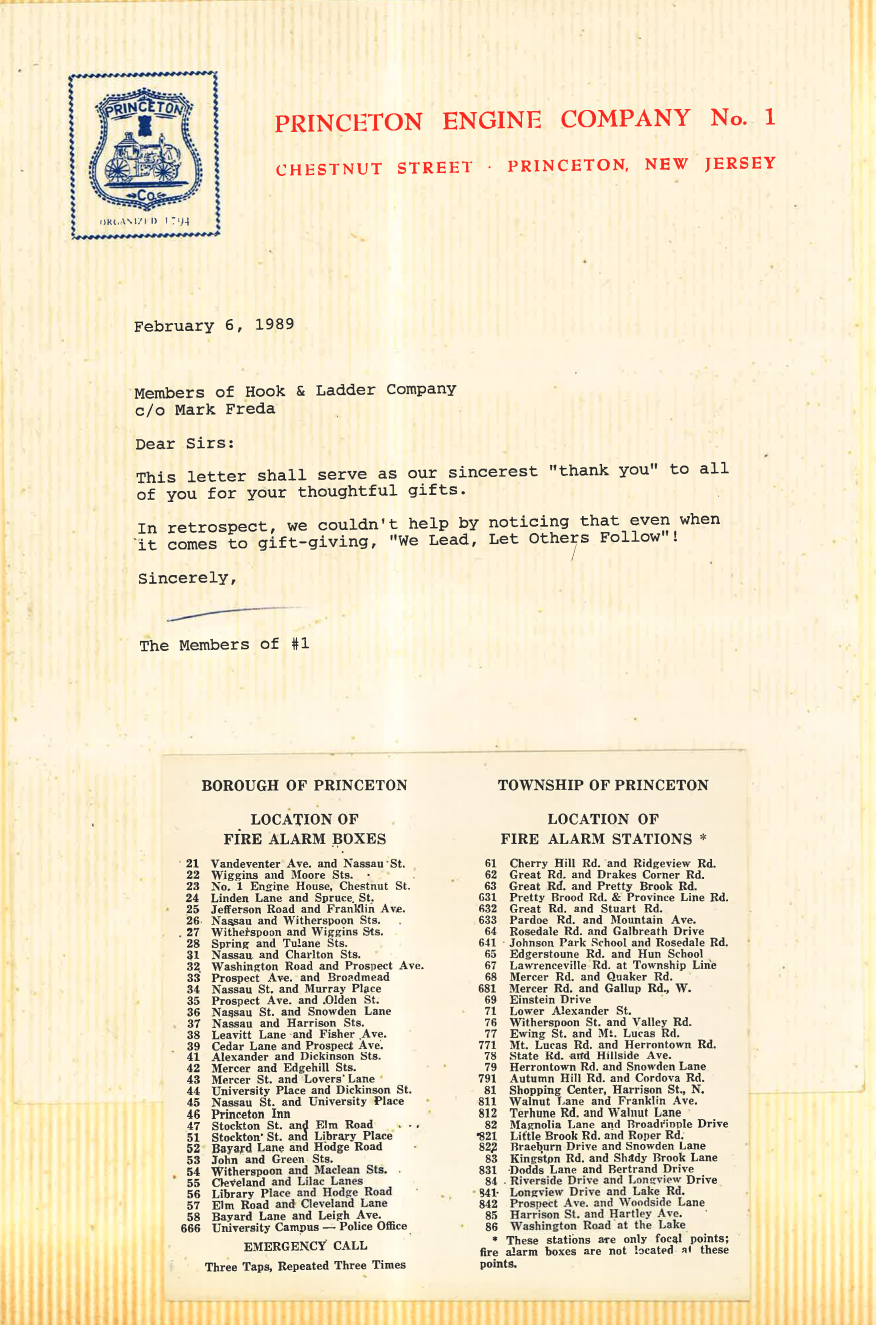 PRINCETON
Co.
ORGANIZED 1794
PRINCETON ENGINE COMPANY No. 1
CHESTNUT STREET · PRINCETON, NEW JERSEY
February 6, 1989
Members of Hook & Ladder Company
c/o Mark Freda
Dear Sirs:
This letter shall serve as our sincerest "thank you" to all
of you for your thoughtful gifts.
In retrospect, we couldn't help by noticing that even when
it comes to gift-giving, "We Lead, Let Others Follow"!
Sincerely,
The Members of #1
BOROUGH OF PRINCETON
LOCATION OF
FIRE ALARM BOXES
21 Vandeventer Ave. and Nassau St.
22 Wiggins and Moore Sts.
23 No. 1 Engine House, Chestnut St.
24 Linden Lane and Spruce St.
25 Jefferson Road and Franklin Ave.
26 Nassau and Witherspoon Sts.
27 Witherspoon and Wiggins Sts.
28 Spring and Tulane Sts.
31 Nassau and Charlton Sts.
32 Washington Road and Prospect Ave.
33 Prospect Ave. and Broadmead
34 Nassau St. and Murray Place
35 Prospect Ave. and Olden St.
36 Nassau St. and Snowden Lane
37 Nassau and Harrison Sts.
38 Leavitt Lane and Fisher Ave.
39 Cedar Lane and Prospect Ave.
41 Alexander and Dickinson Sts.
42 Mercer and Edgehill Sts.
43 Mercer St. and Lovers' Lane
44 University Place and Dickinson St.
45 Nassau St. and University Place
46 Princeton Inn
47 Stockton St. and Elm Road
51 Stockton St. and Library Place
52 Bayard Lane and Hodge Road
53 John and Green Sts.
54 Witherspoon and Maclean Sts.
55 Cleveland and Lilac Lanes
56 Library Place and Hodge Road
57 Elm Road and Cleveland Lane
58 Bayard Lane and Leigh Ave.
666 University Campus — Police Office
EMERGENCY CALL
Three Taps, Repeated Three Times
TOWNSHIP OF PRINCETON
LOCATION OF
FIRE ALARM STATIONS *
61 Cherry Hill Rd. and Ridgeview Rd.
62 Great Rd. and Drakes Corner Rd.
63 Great Rd. and Pretty Brook Rd.
631 Pretty Brood Rd. & Province Line Rd.
632 Great Rd. and Stuart Rd.
633 Pardoe Rd. and Mountain Ave.
64 Rosedale Rd. and Galbreath Drive
641 Johnson Park School and Rosedale Rd.
65 Edgerstoune Rd. and Hun School
67 Lawrenceville Rd. at Township Line
68 Mercer Rd. and Quaker Rd.
681 Mercer Rd. and Gallup Rd., W.
69 Einstein Drive
71 Lower Alexander St.
76 Witherspoon St. and Valley Rd.
77 Ewing St. and Mt. Lucas Rd.
771 Mt. Lucas Rd. and Herrontown Rd.
78 State Rd. and Hillside Ave.
79 Herrontown Rd. and Snowden Lane
791 Autumn Hill Rd. and Cordova Rd.
81 Shopping Center, Harrison St., N.
811 Walnut Lane and Franklin Ave.
812 Terhune Rd. and Walnut Lane
82 Magnolia Lane and Broadripple Drive
821 Little Brook Rd. and Roper Rd.
822 Braeburn Drive and Snowden Lane
83 Kingston Rd. and Shady Brook Lane
831 Dodds Lane and Bertrand Drive
84 Riverside Drive and Longview Drive
841 Longview Drive and Lake Rd.
842 Prospect Ave. and Woodside Lane
85 Harrison St. and Hartley Ave.
86 Washington Road at the Lake
* These stations are only focal points;
fire alarm boxes are not located at these
points.